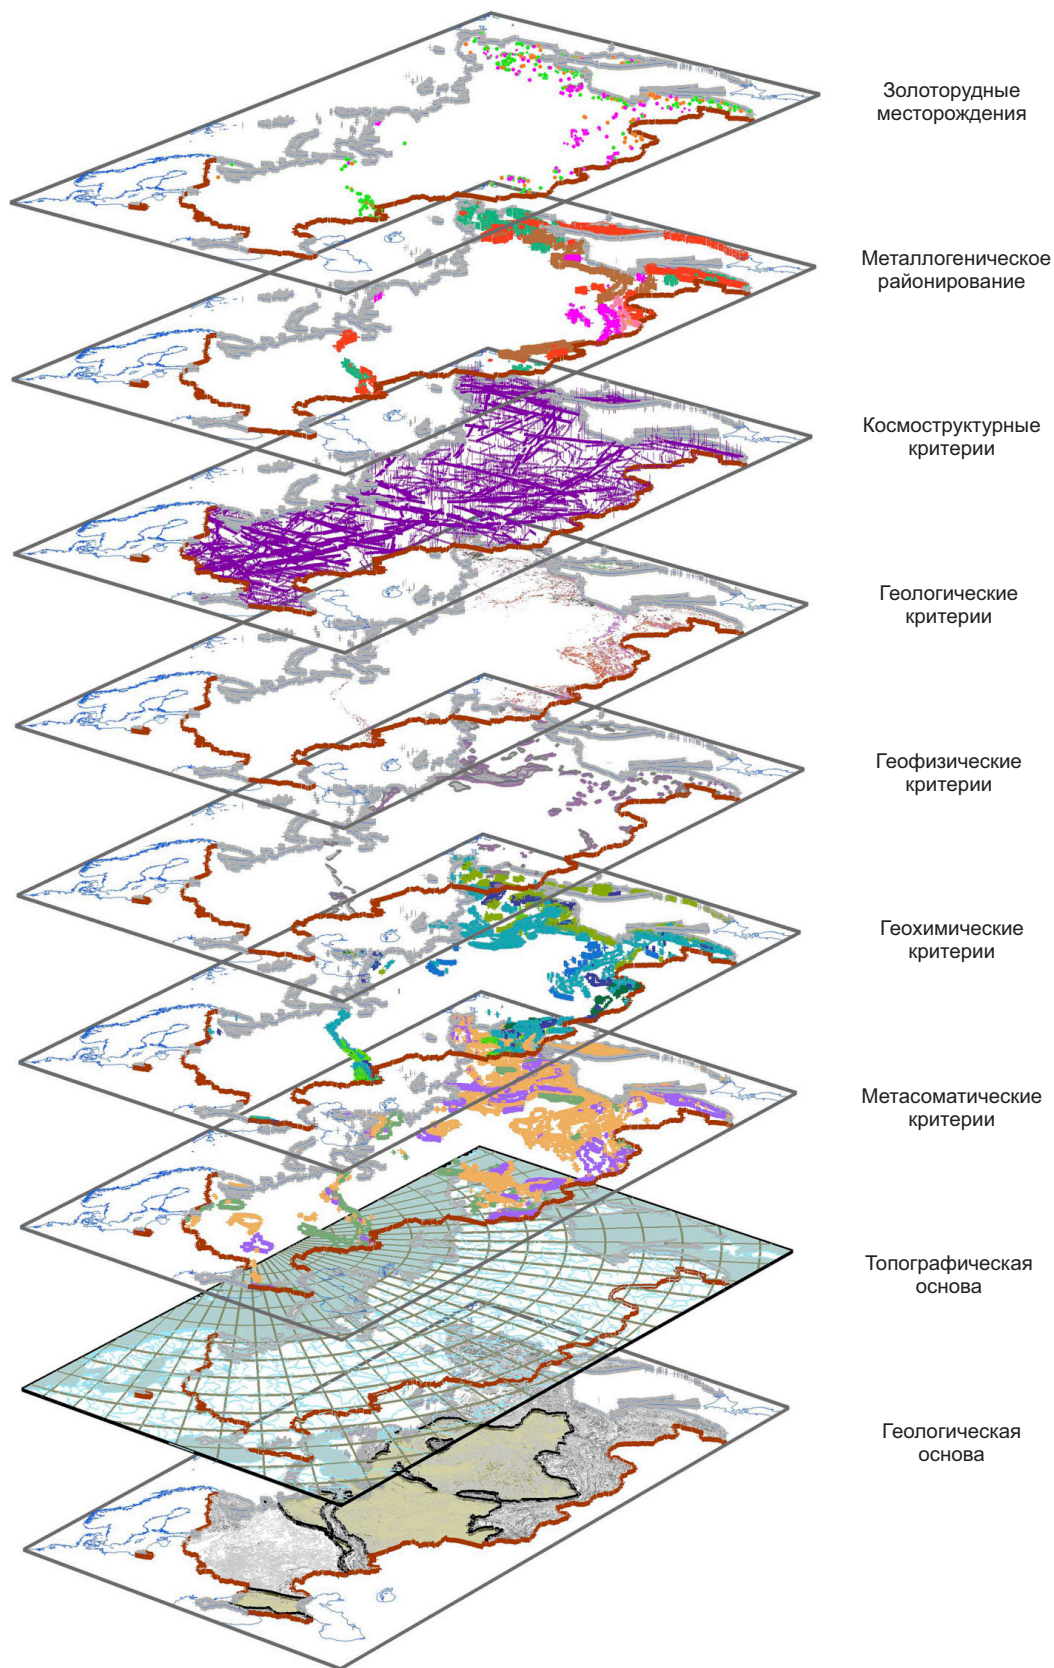 Золоторудные
месторождения
Металлогеническое
районирование
Космоструктурные
критерии
Геологические
критерии
Геофизические
критерии
Геохимические
критерии
Метасоматические
критерии
Топографическая
основа
Геологическая
основа